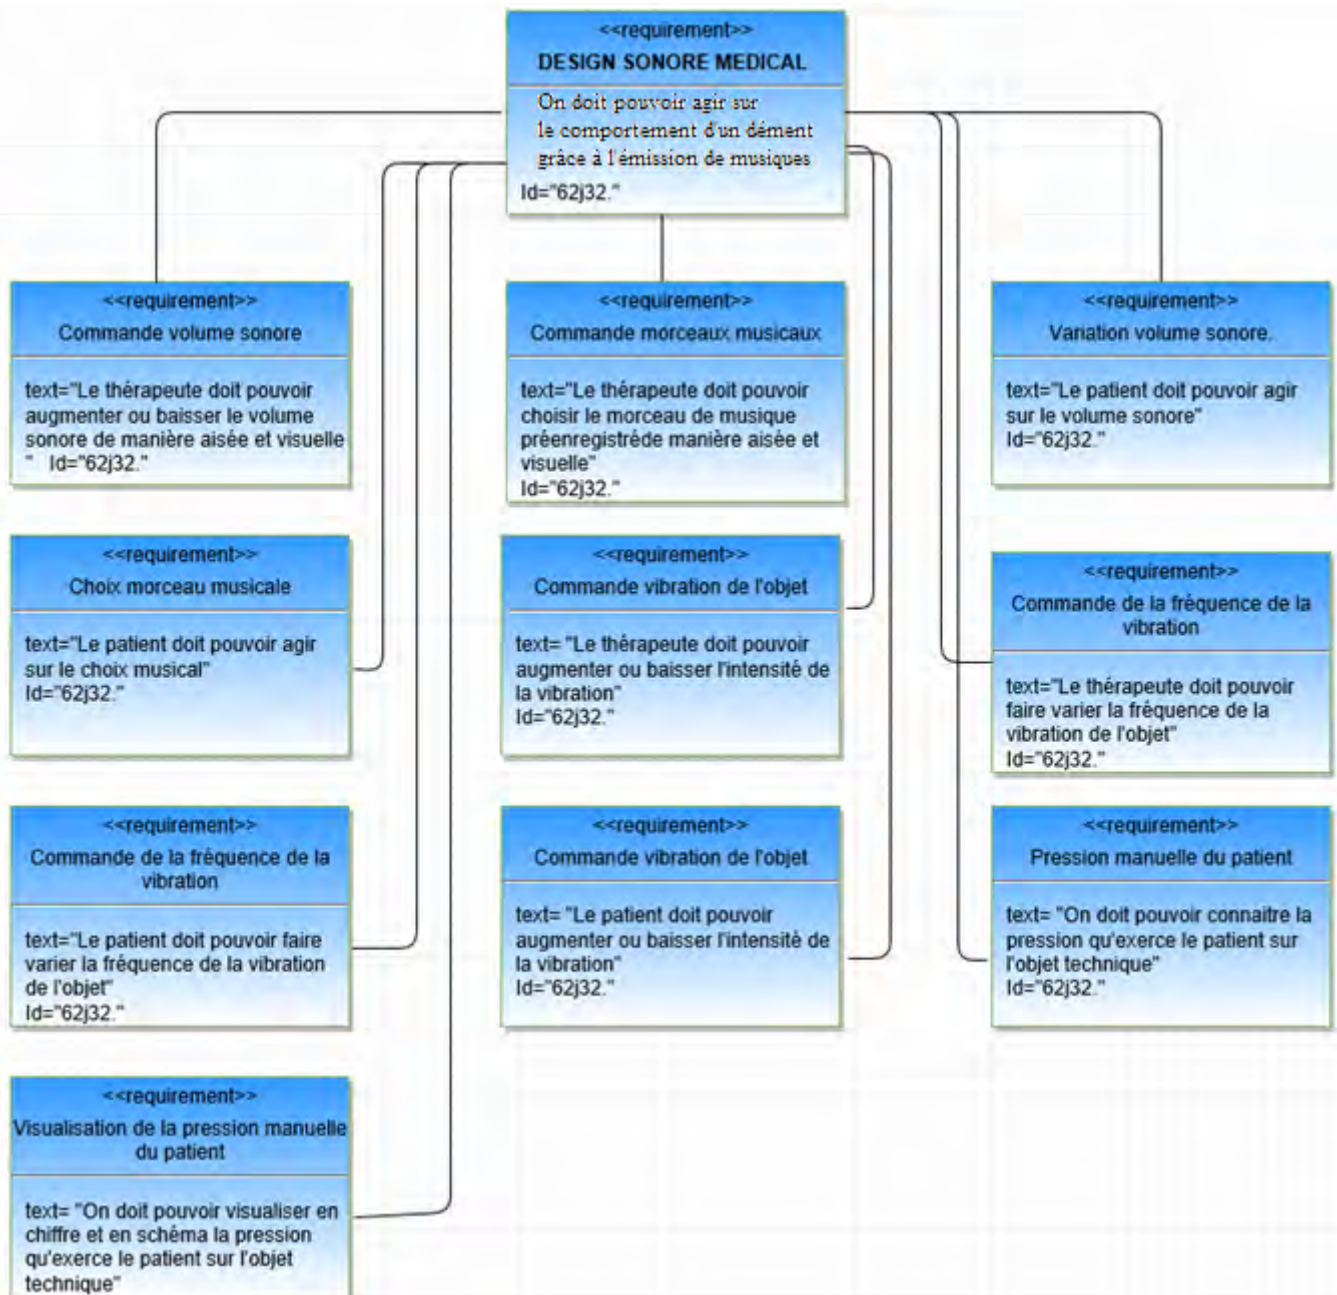 <<requirement>>
DESIGN SONORE MEDICAL
On doit pouvoir agir sur
le comportement d'un dément
grâce à l'émission de musiques
Id="62j32."
<<requirement>>
Commande volume sonore
text="Le thérapeute doit pouvoir
augmenter ou baisser le volume
sonore de manière aisée et visuelle
" Id="62j32."
<<requirement>>
Commande morceaux musicaux
text="Le thérapeute doit pouvoir
choisir le morceau de musique
préenregistréde manière aisée et
visuelle"
Id="62j32."
<<requirement>>
Variation volume sonore.
text="Le patient doit pouvoir agir
sur le volume sonore"
Id="62j32."
<<requirement>>
Choix morceau musicale
text="Le patient doit pouvoir agir
sur le choix musical"
Id="62j32."
<<requirement>>
Commande vibration de l'objet
text= "Le thérapeute doit pouvoir
augmenter ou baisser l'intensité de
la vibration"
Id="62j32."
<<requirement>>
Commande de la fréquence de la
vibration
text="Le thérapeute doit pouvoir
faire varier la fréquence de la
vibration de l'objet"
Id="62j32."
<<requirement>>
Commande de la fréquence de la
vibration
text="Le patient doit pouvoir faire
varier la fréquence de la vibration
de l'objet"
Id="62j32."
<<requirement>>
Commande vibration de l'objet
text= "Le patient doit pouvoir
augmenter ou baisser l'intensité de
la vibration"
Id="62j32."
<<requirement>>
Pression manuelle du patient
text= "On doit pouvoir connaitre la
pression qu'exerce le patient sur
l'objet technique"
Id="62j32."
<<requirement>>
Visualisation de la pression manuelle
du patient
text= "On doit pouvoir visualiser en
chiffre et en schéma la pression
qu'exerce le patient sur l'objet
technique"